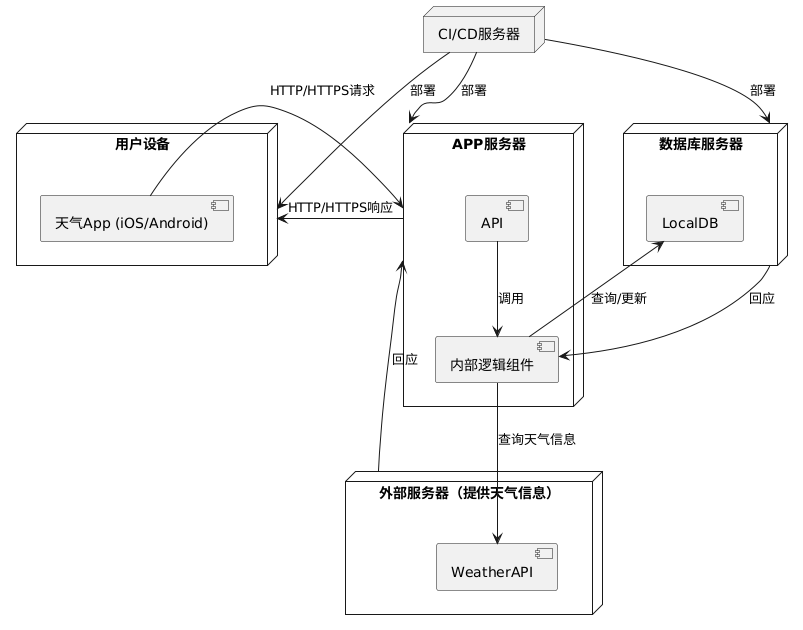 CI/CD服务器
HTTP/HTTPS请求
部署
部署
部署
用户设备
APP服务器
数据库服务器
天气App (iOS/Android)
HTTP/HTTPS响应
API
LocalDB
调用
查询/更新
回应
回应
内部逻辑组件
查询天气信息
外部服务器（提供天气信息）
WeatherAPI